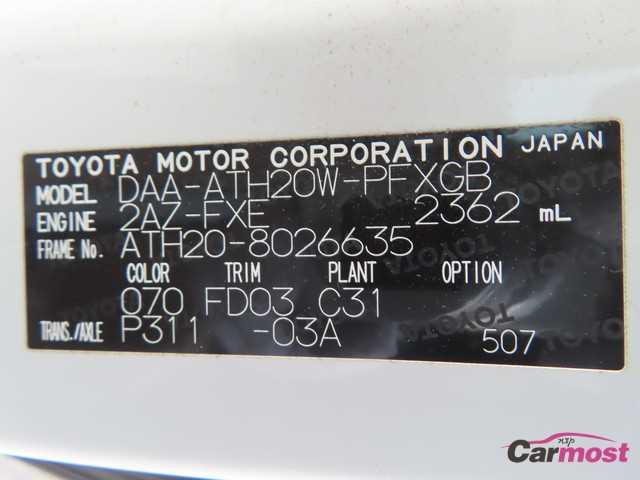 TOYOTA MOTOR CORPORATION JAPAN
MODEL DAA-ATH20W-PFXGB
ENGINE 2AZ-FXE 2362 mL
FRAME No. ATH20-8026635
COLOR TRIM PLANT OPTION
070 FD03 C31
TRANS./AXLE P311 -03A 507
nxp
Carmost